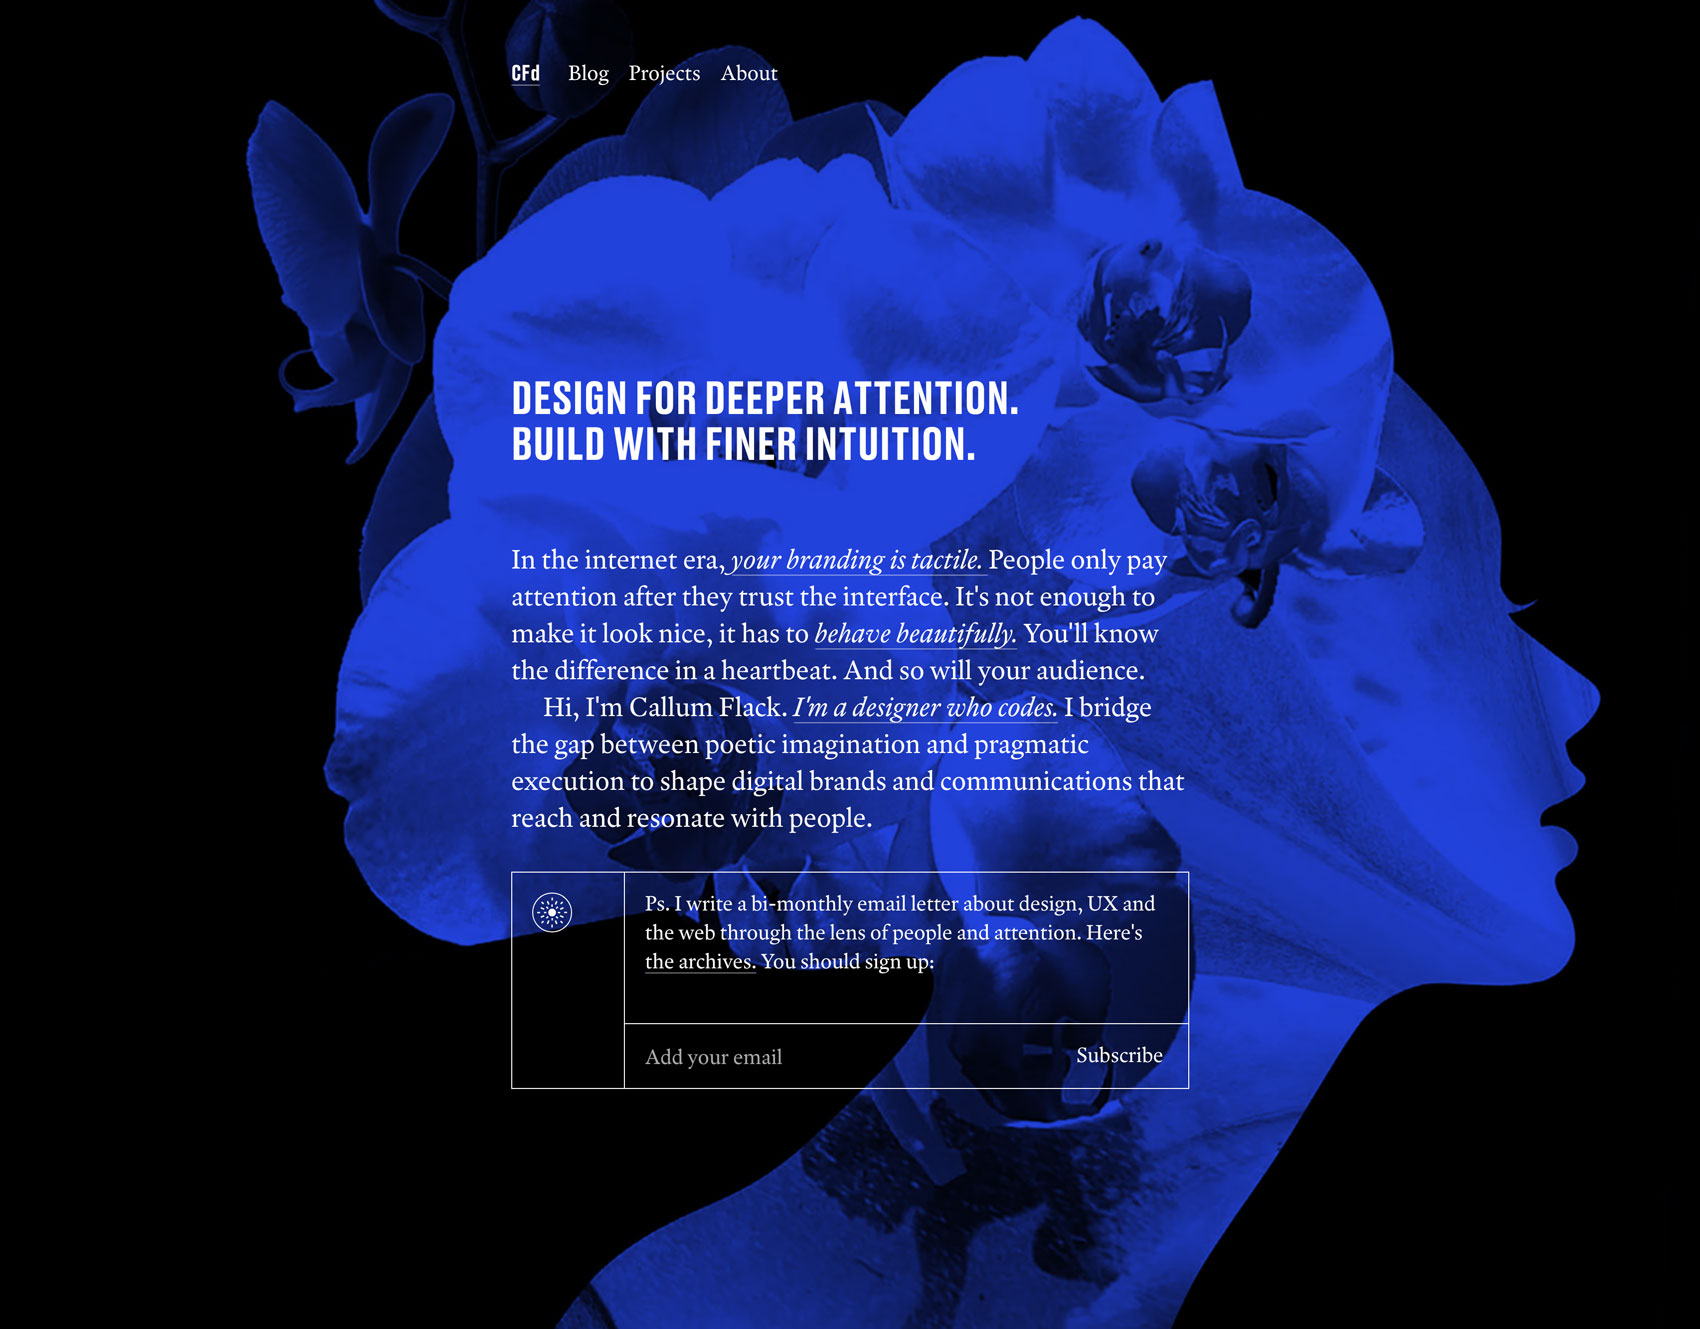 CFd Blog Projects About
DESIGN FOR DEEPER ATTENTION.
BUILD WITH FINER INTUITION.
In the internet era, your branding is tactile. People only pay
attention after they trust the interface. It's not enough to
make it look nice, it has to behave beautifully. You'll know
the difference in a heartbeat. And so will your audience.
Hi, I'm Callum Flack. I'm a designer who codes. I bridge
the gap between poetic imagination and pragmatic
execution to shape digital brands and communications that
reach and resonate with people.
Ps. I write a bi-monthly email letter about design, UX and
the web through the lens of people and attention. Here's
the archives. You should sign up:
Add your email Subscribe